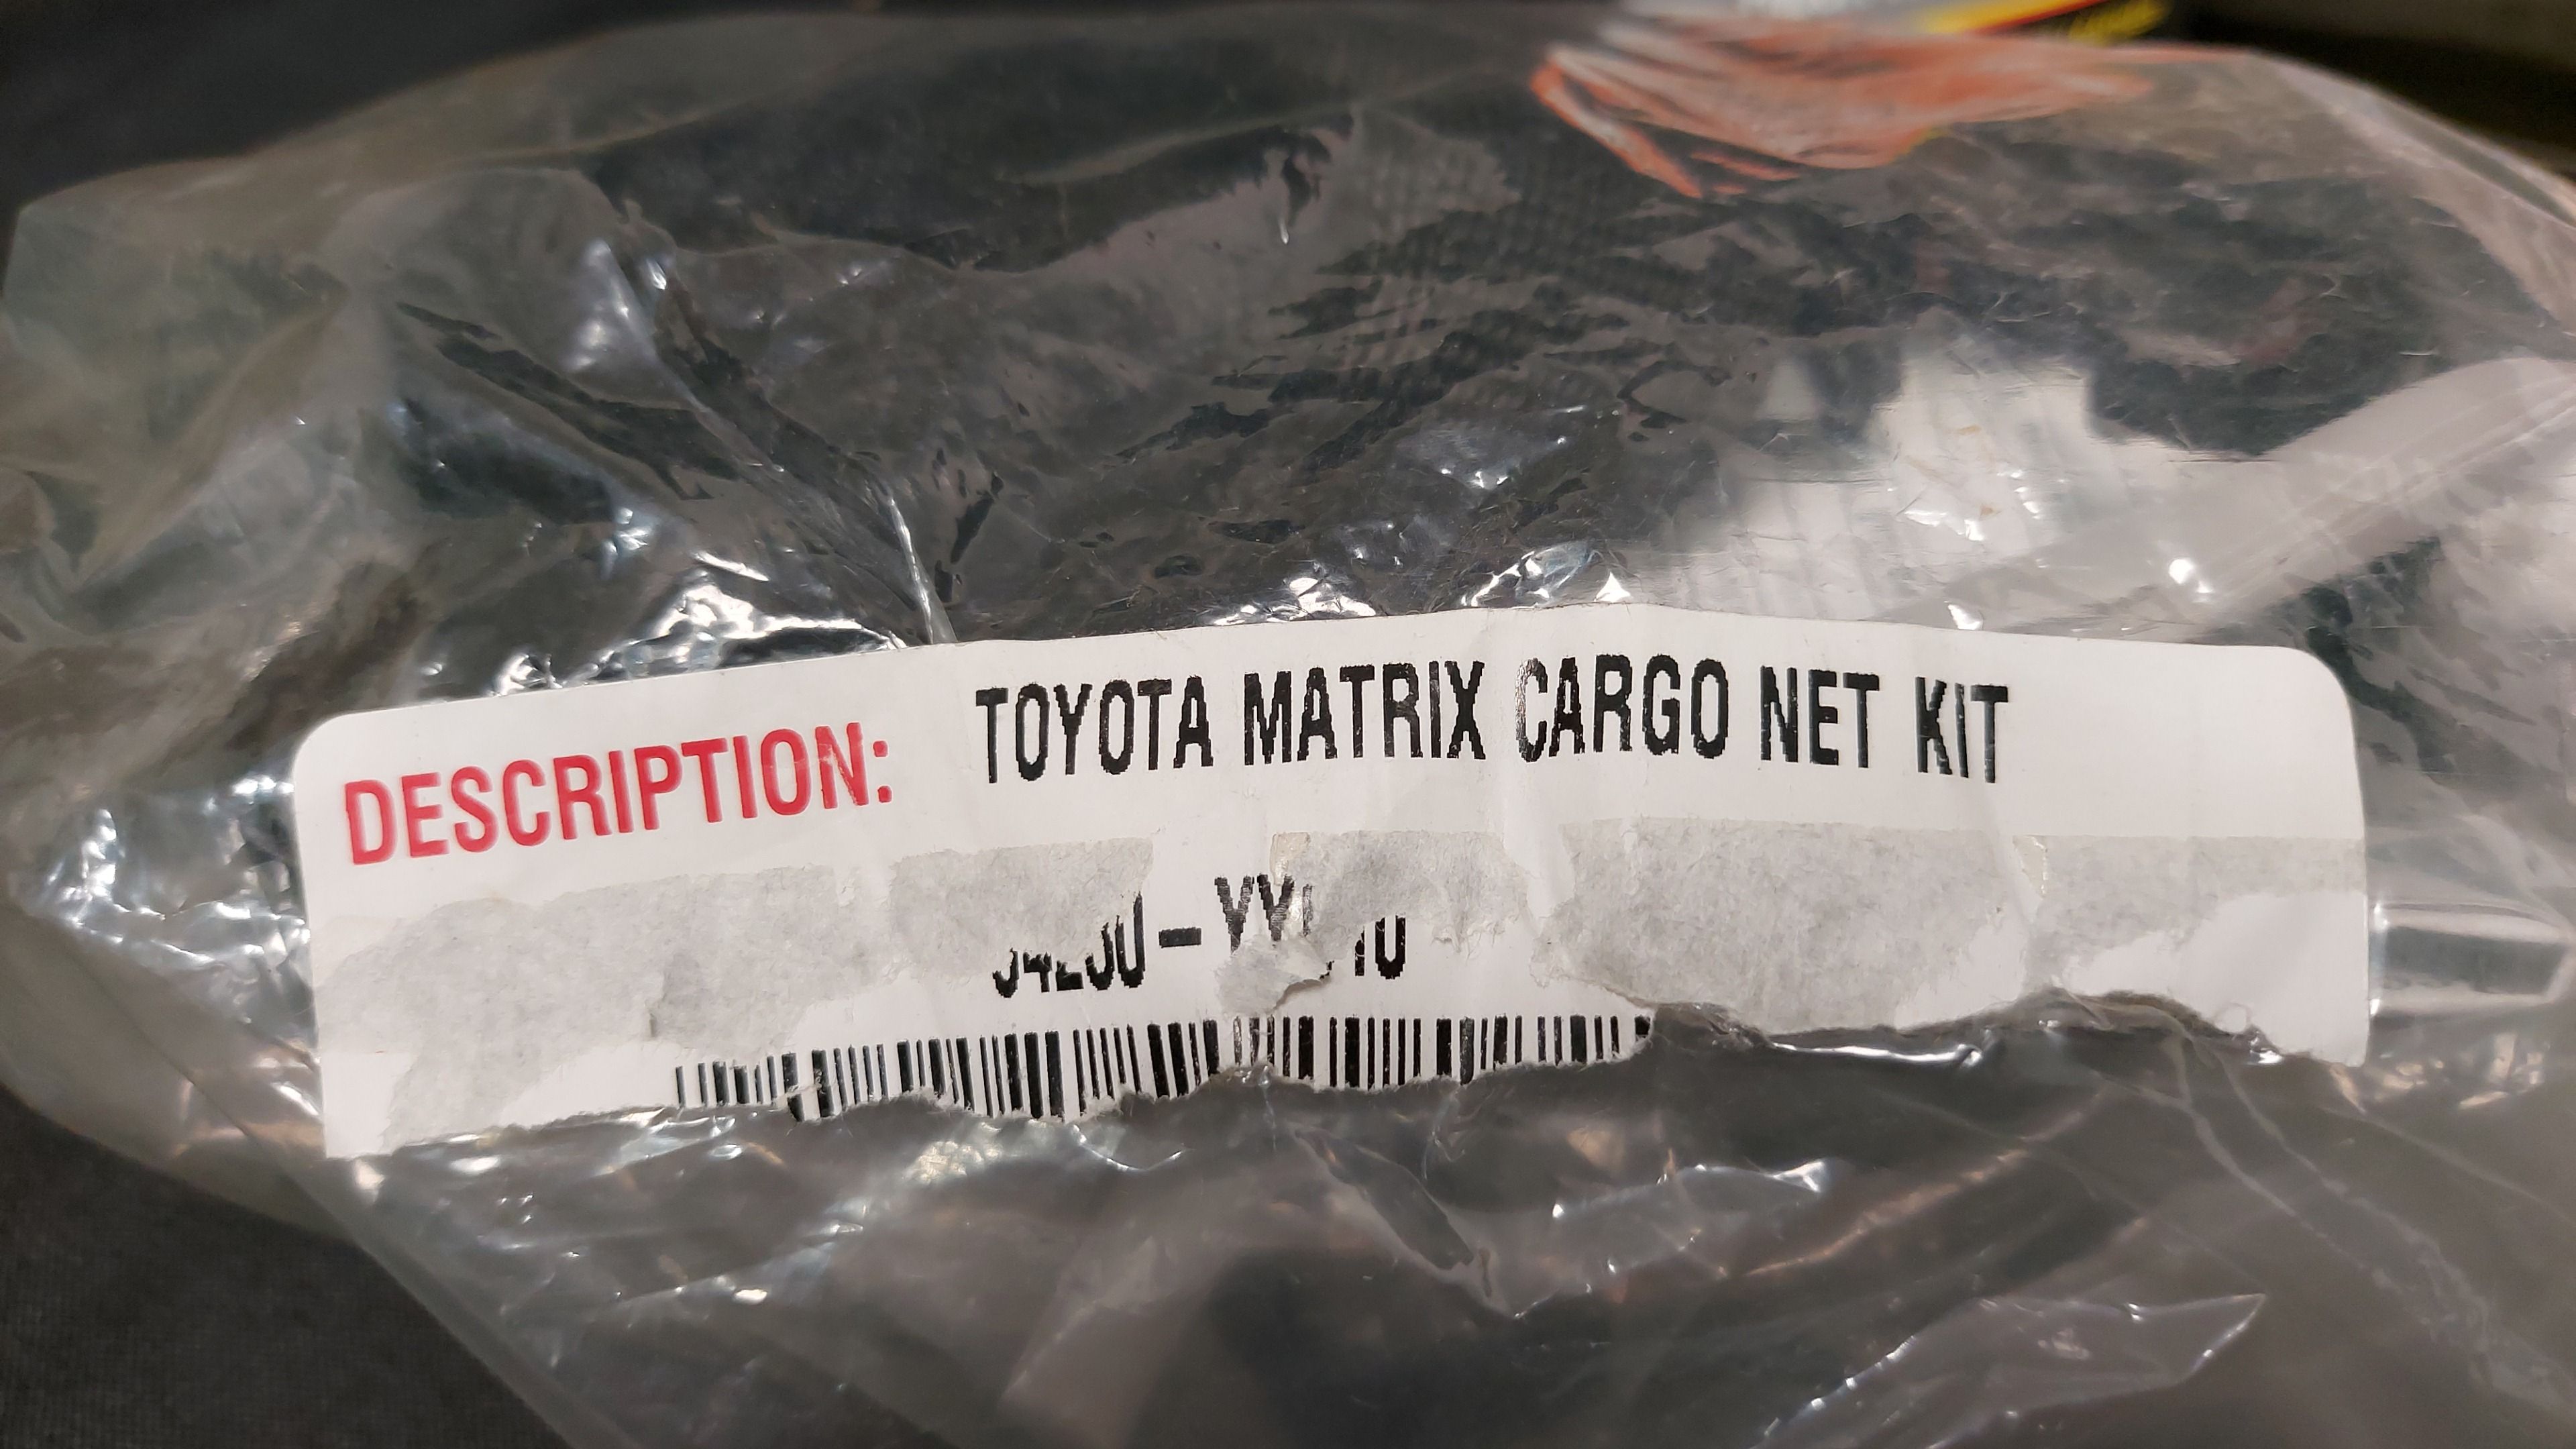 DESCRIPTION: TOYOTA MATRIX CARGO NET KIT